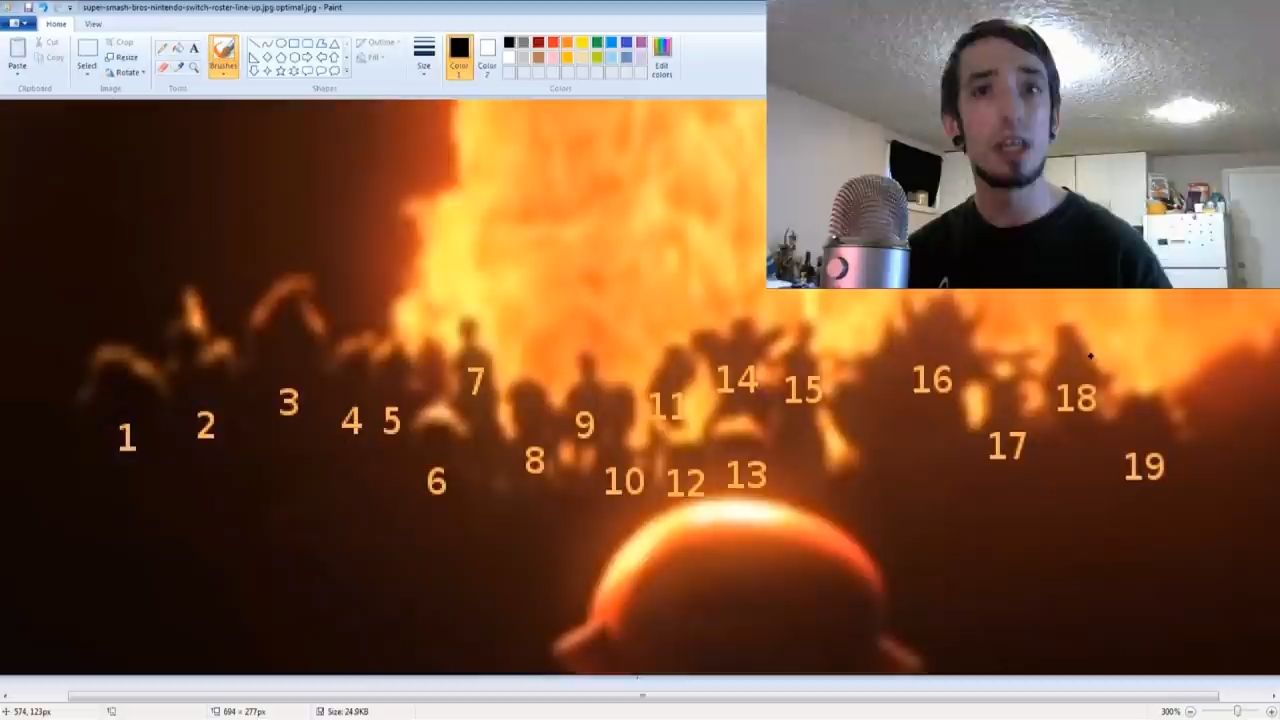 super-smash-bros-nintendo-switch-roster-line-up.jpg.optimal.jpg - Paint
Home
View
Paste
Cut
Copy
Clipboard
Select
Crop
Resize
Rotate
Image
A
Tools
Brushes
Shapes
Outline
Fill
Size
Color
1
Color
2
Edit
colors
Colors
1
2
3
4
5
6
7
8
9
10
11
12
13
14
15
16
17
18
19
574, 123px
694 × 277px
Size: 24.9KB
300%